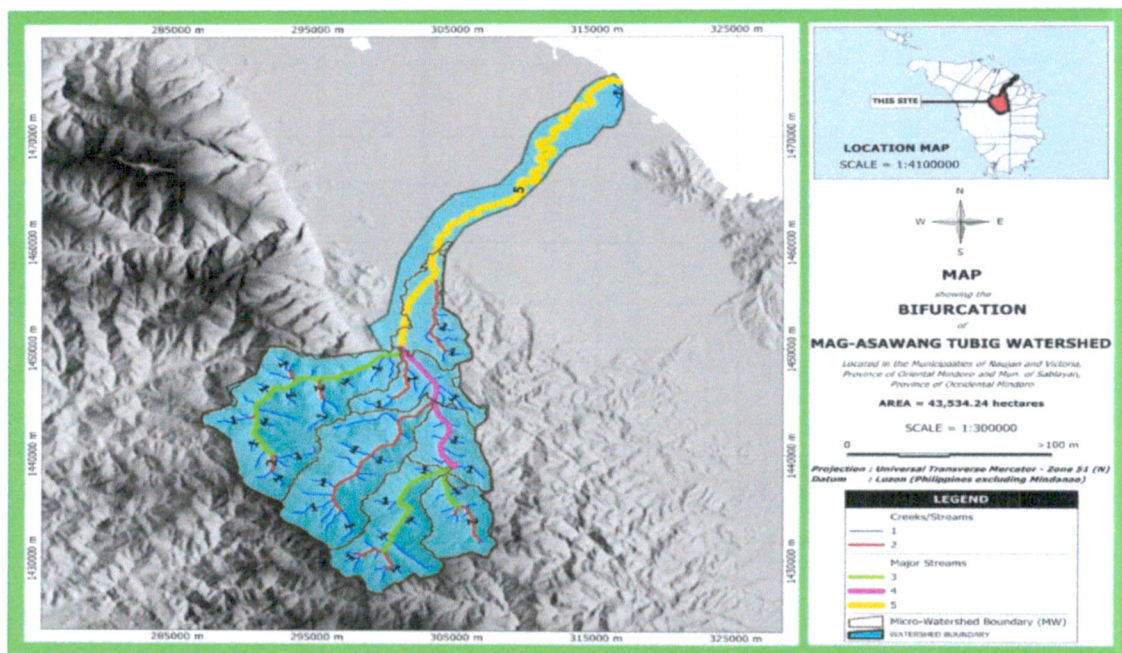 285000 m 295000 m 305000 m 315000 m 325000 m
1470000 m
1460000 m
1450000 m
1440000 m
1430000 m
1470000 m
1460000 m
1450000 m
1440000 m
1430000 m
5
285000 m 295000 m 305000 m 315000 m 325000 m
THIS SITE
LOCATION MAP
SCALE = 1:4100000
N
W E
S
MAP
showing the
BIFURCATION
of
MAG-ASAWANG TUBIG WATERSHED
Located in the Municipalities of Naujan and Victoria,
Province of Oriental Mindoro and Mun. of Sablayan,
Province of Occidental Mindoro
AREA = 43,534.24 hectares
SCALE = 1:300000
0 >100 m
Projection : Universal Transverse Mercator - Zone 51 (N)
Datum : Luzon (Philippines excluding Mindanao)
LEGEND
Creeks/Streams
1
2
Major Streams
3
4
5
Micro-Watershed Boundary (MW)
WATERSHED BOUNDARY